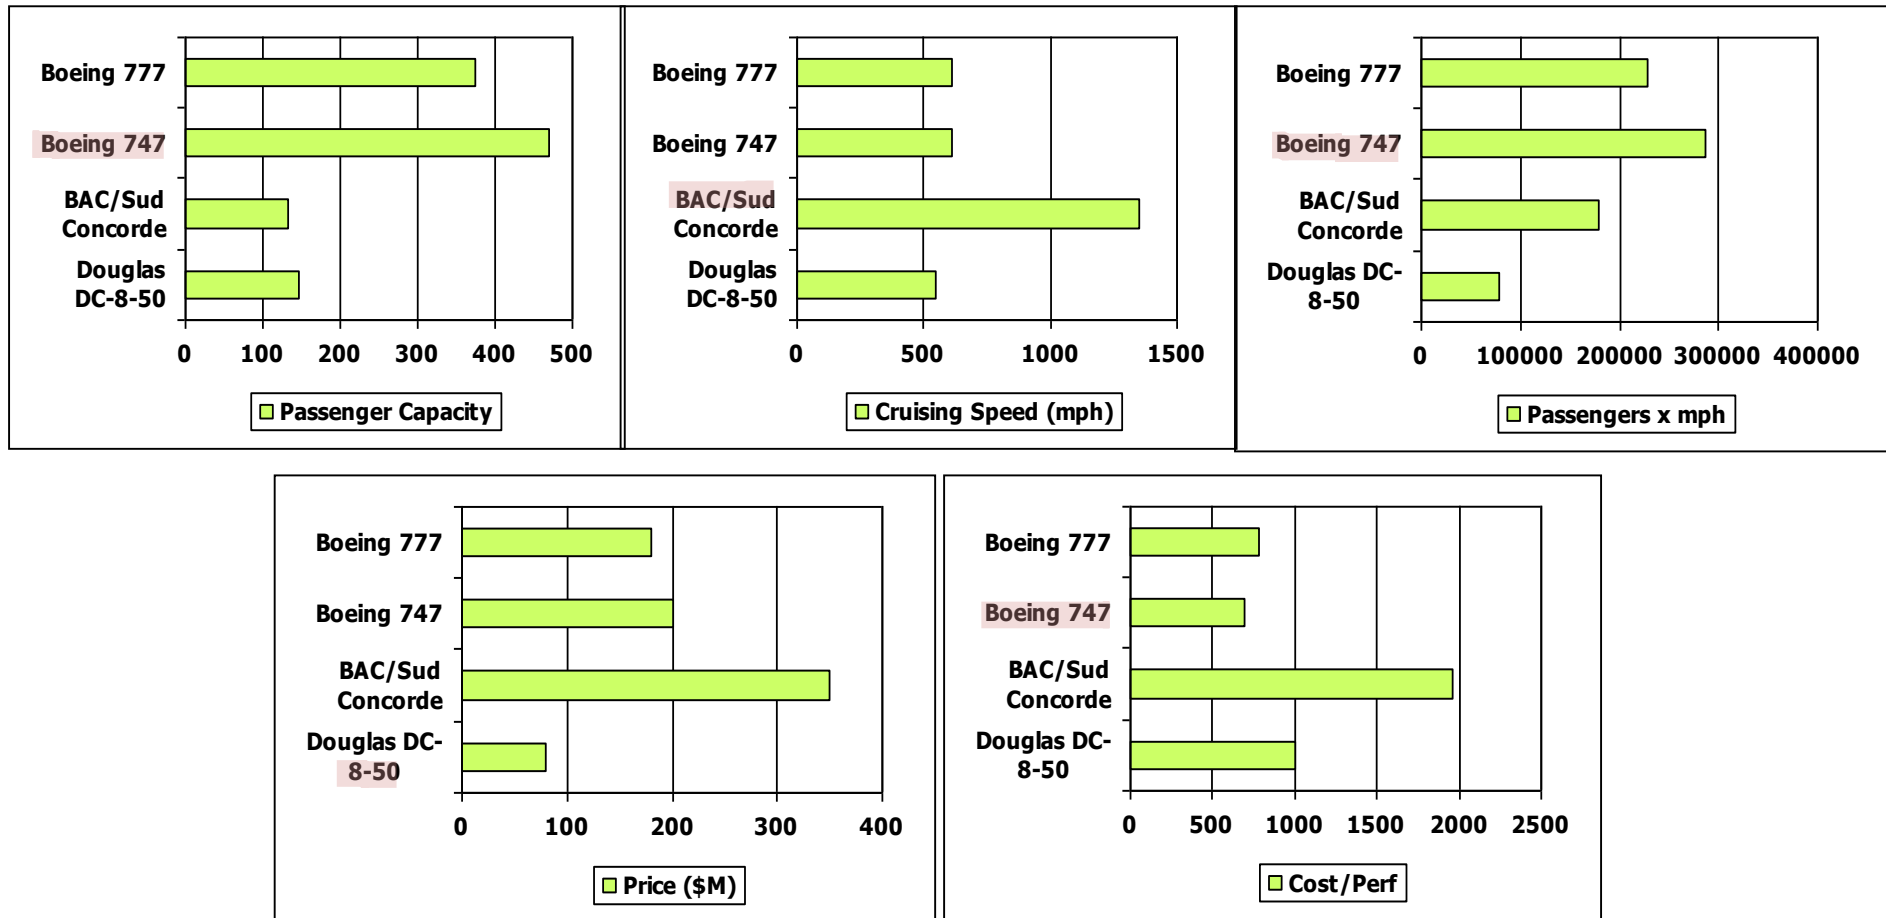 Boeing 777
Boeing 747
BAC/Sud
Concorde
Douglas
DC-8-50
0 100 200 300 400 500
Passenger Capacity
Boeing 777
Boeing 747
BAC/Sud
Concorde
Douglas
DC-8-50
0 500 1000 1500
Cruising Speed (mph)
Boeing 777
Boeing 747
BAC/Sud
Concorde
Douglas DC-
8-50
0 100000 200000 300000 400000
Passengers x mph
Boeing 777
Boeing 747
BAC/Sud
Concorde
Douglas DC-
8-50
0 100 200 300 400
Price ($M)
Boeing 777
Boeing 747
BAC/Sud
Concorde
Douglas DC-
8-50
0 500 1000 1500 2000 2500
Cost/Perf